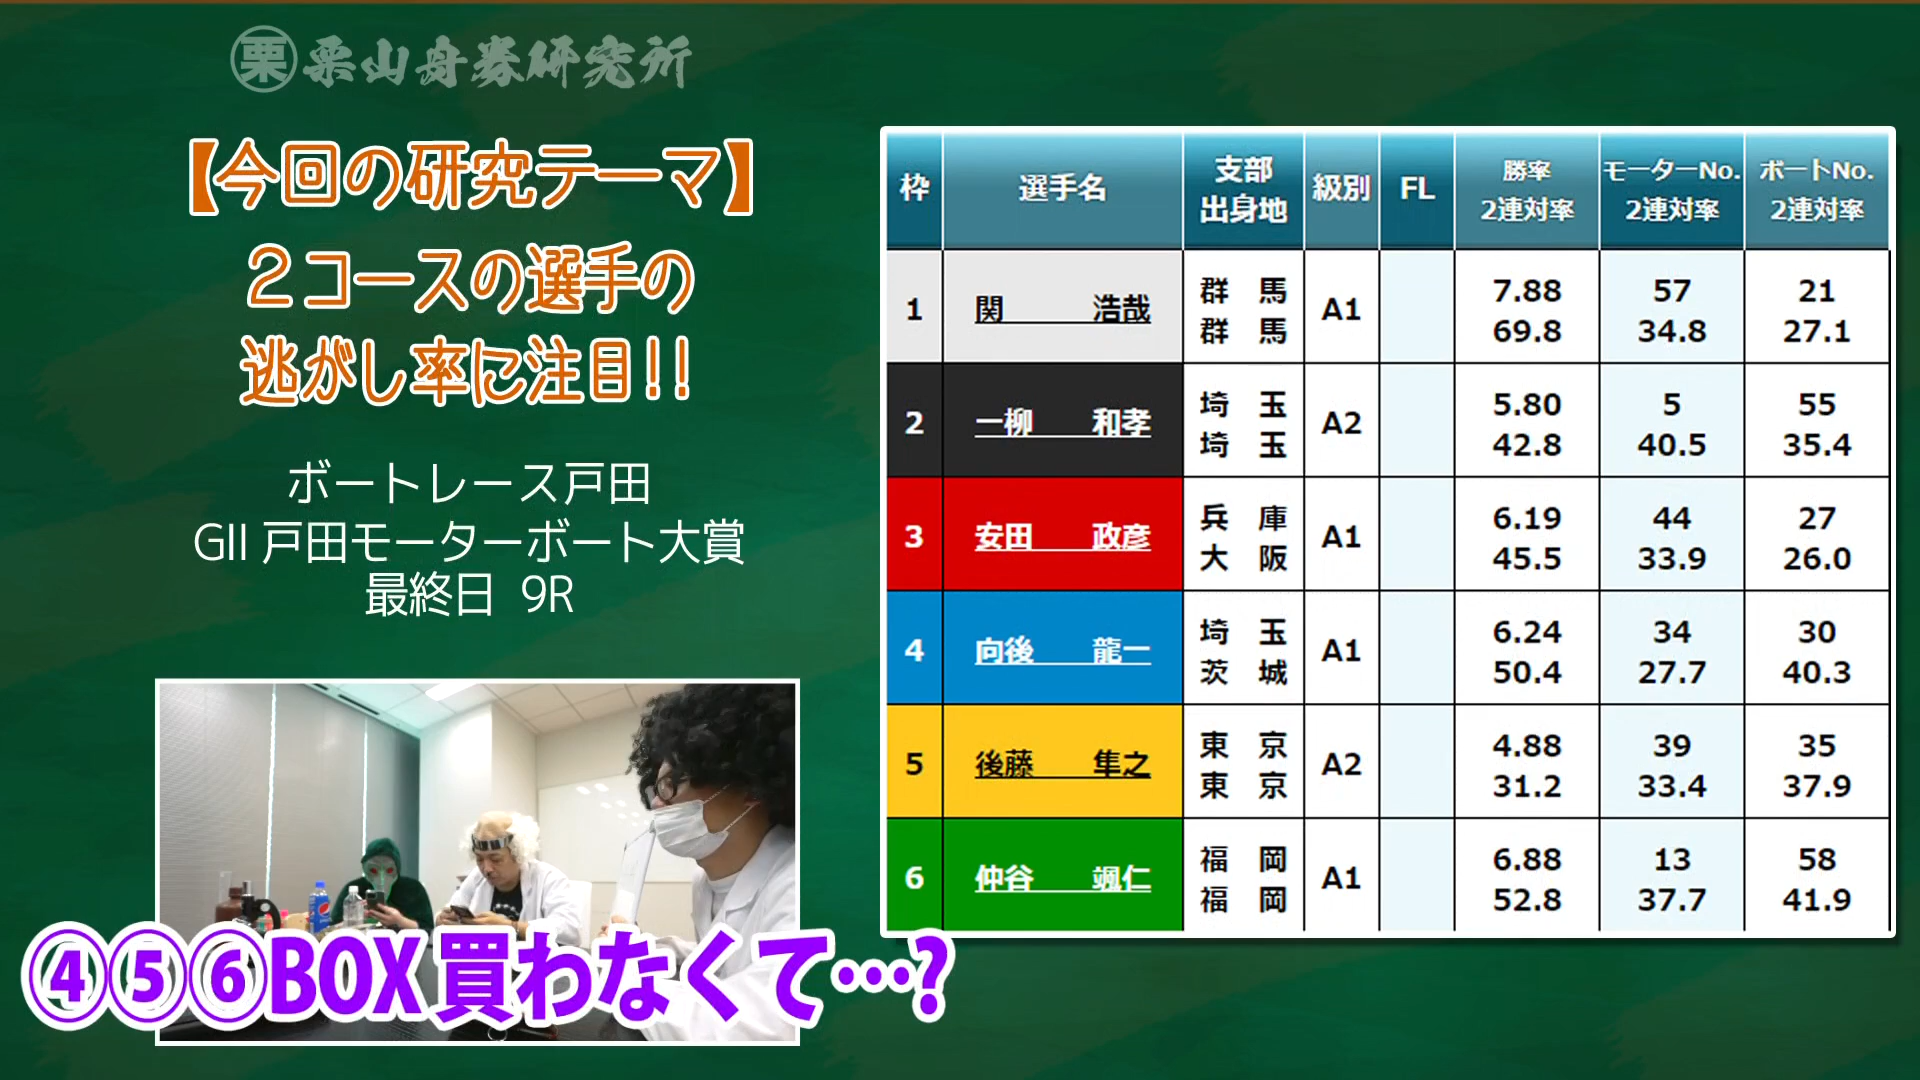 栗 栗山舟券研究所
【今回の研究テーマ】
2コースの選手の
逃がし率に注目!!
ボートレース戸田
GII 戸田モーターボート大賞
最終日 9R
枠 選手名 支部 出身地 級別 FL 勝率 2連対率 モーターNo. 2連対率 ボートNo. 2連対率
1 関 浩哉 群馬 群馬 A1 7.88 69.8 57 34.8 21 27.1
2 一柳 和孝 埼玉 埼玉 A2 5.80 42.8 5 40.5 55 35.4
3 安田 政彦 兵庫 大阪 A1 6.19 45.5 44 33.9 27 26.0
4 向後 龍一 埼玉 茨城 A1 6.24 50.4 34 27.7 30 40.3
5 後藤 隼之 東京 東京 A2 4.88 31.2 39 33.4 35 37.9
6 仲谷 颯仁 福岡 福岡 A1 6.88 52.8 13 37.7 58 41.9
pepsi
④⑤⑥BOX買わなくて…?